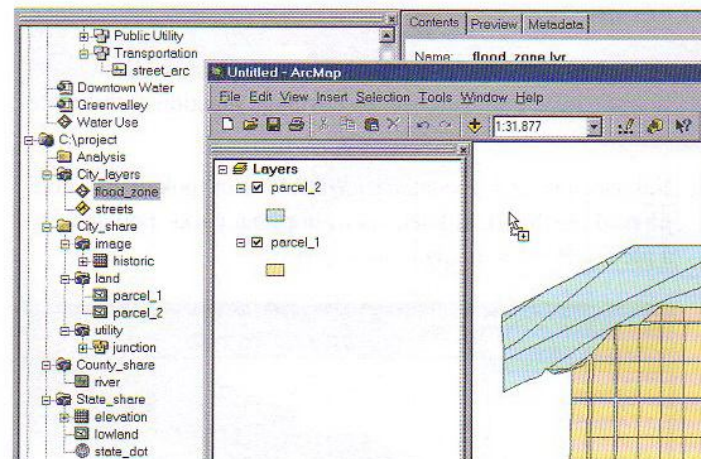 Public Utility
Transportation
street_arc
Downtown Water
Greenvalley
Water Use
C:\project
Analysis
City_layers
flood_zone
streets
City_share
image
historic
land
parcel_1
parcel_2
utility
junction
County_share
river
State_share
elevation
lowland
state_dot
Contents Preview Metadata
Name: flood_zone.lyr
Untitled - ArcMap
File Edit View Insert Selection Tools Window Help
1:31,877
Layers
parcel_2
parcel_1